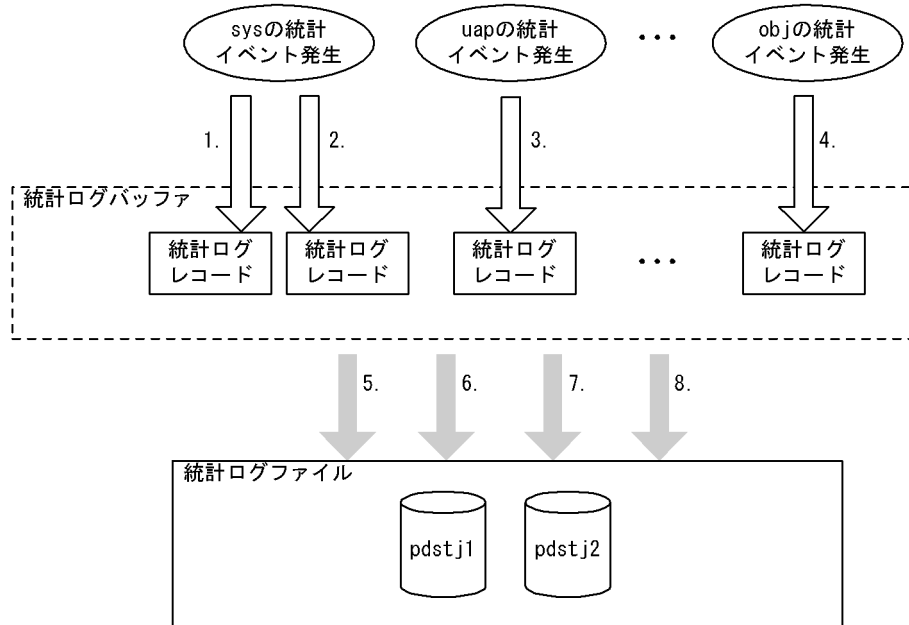 sysの統計
イベント発生
uapの統計
イベント発生
・・・
objの統計
イベント発生
1.
2.
3.
4.
統計ログバッファ
統計ログ
レコード
統計ログ
レコード
統計ログ
レコード
・・・
統計ログ
レコード
5.
6.
7.
8.
統計ログファイル
pdstj1
pdstj2